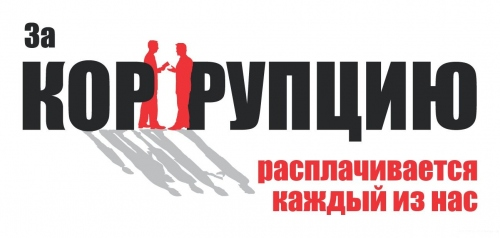 За
КОРРУПЦИЮ
расплачивается
каждый из нас